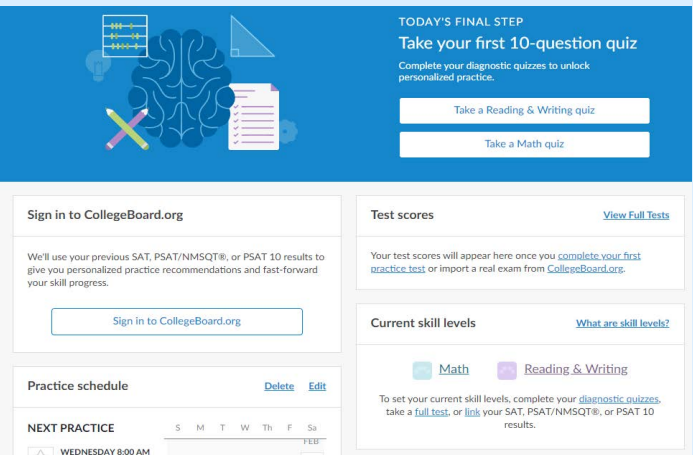 TODAY'S FINAL STEP
Take your first 10-question quiz
Complete your diagnostic quizzes to unlock
personalized practice.
Take a Reading & Writing quiz
Take a Math quiz
Sign in to CollegeBoard.org
We'll use your previous SAT, PSAT/NMSQT®, or PSAT 10 results to
give you personalized practice recommendations and fast-forward
your skill progress.
Sign in to CollegeBoard.org
Practice schedule Delete Edit
NEXT PRACTICE S M T W Th F Sa
FEB
WEDNESDAY 8:00 AM
Test scores View Full Tests
Your test scores will appear here once you complete your first
practice test or import a real exam from CollegeBoard.org.
Current skill levels What are skill levels?
Math Reading & Writing
To set your current skill levels, complete your diagnostic quizzes,
take a full test, or link your SAT, PSAT/NMSQT®, or PSAT 10
results.